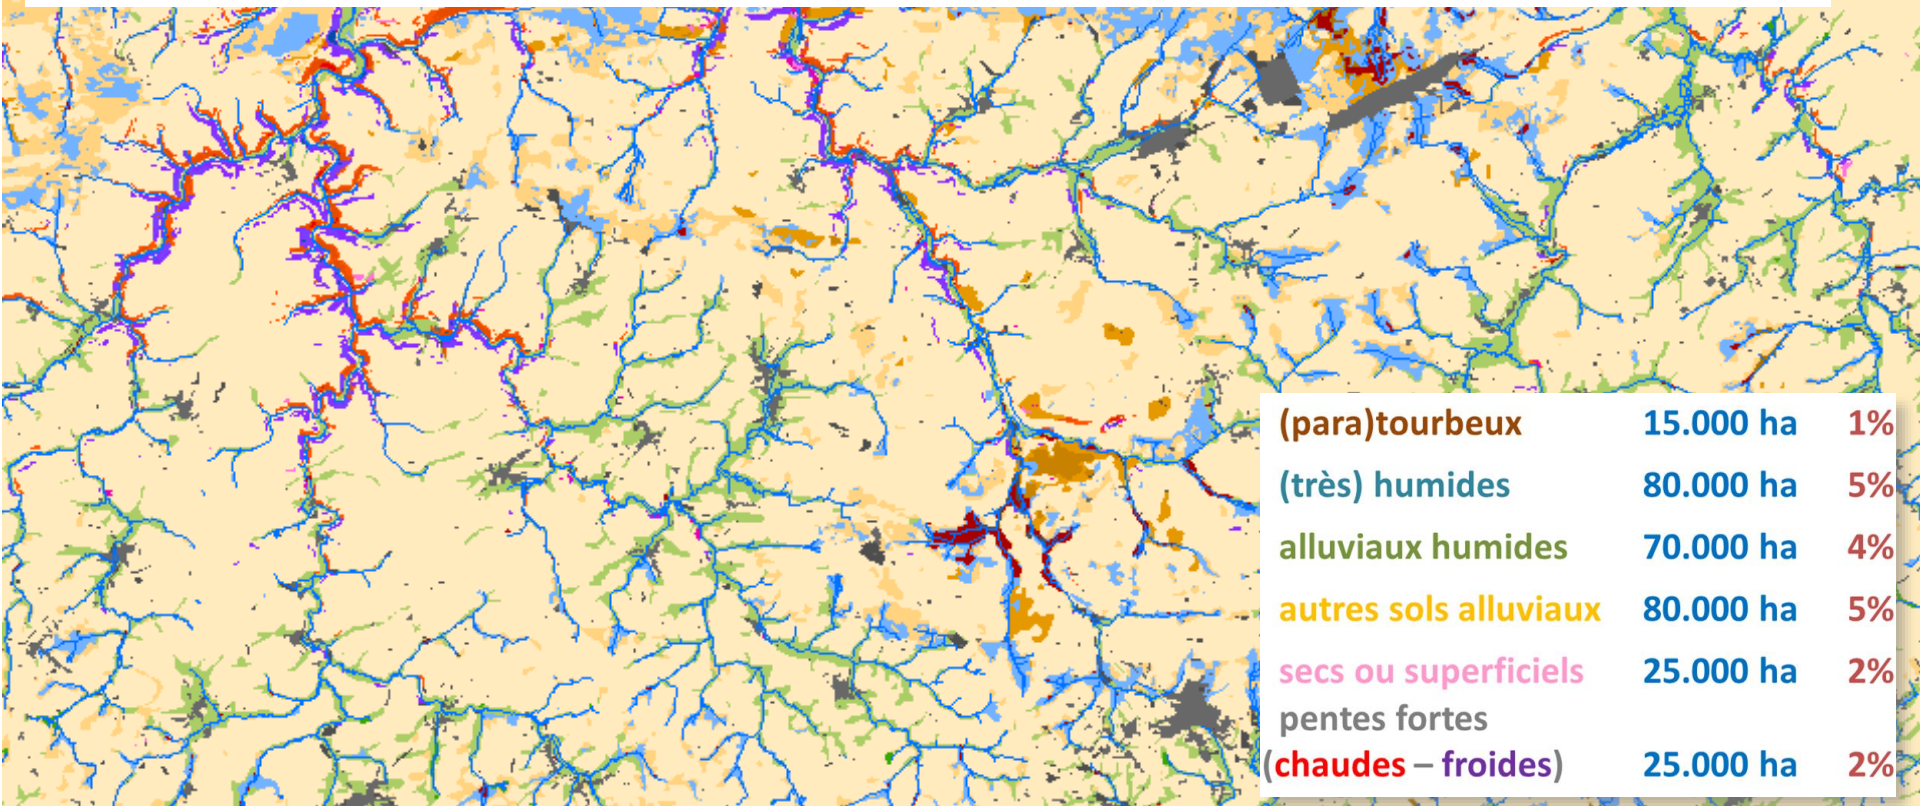 (para)tourbeux 15.000 ha 1%
(très) humides 80.000 ha 5%
alluviaux humides 70.000 ha 4%
autres sols alluviaux 80.000 ha 5%
secs ou superficiels 25.000 ha 2%
pentes fortes
(chaudes – froides) 25.000 ha 2%